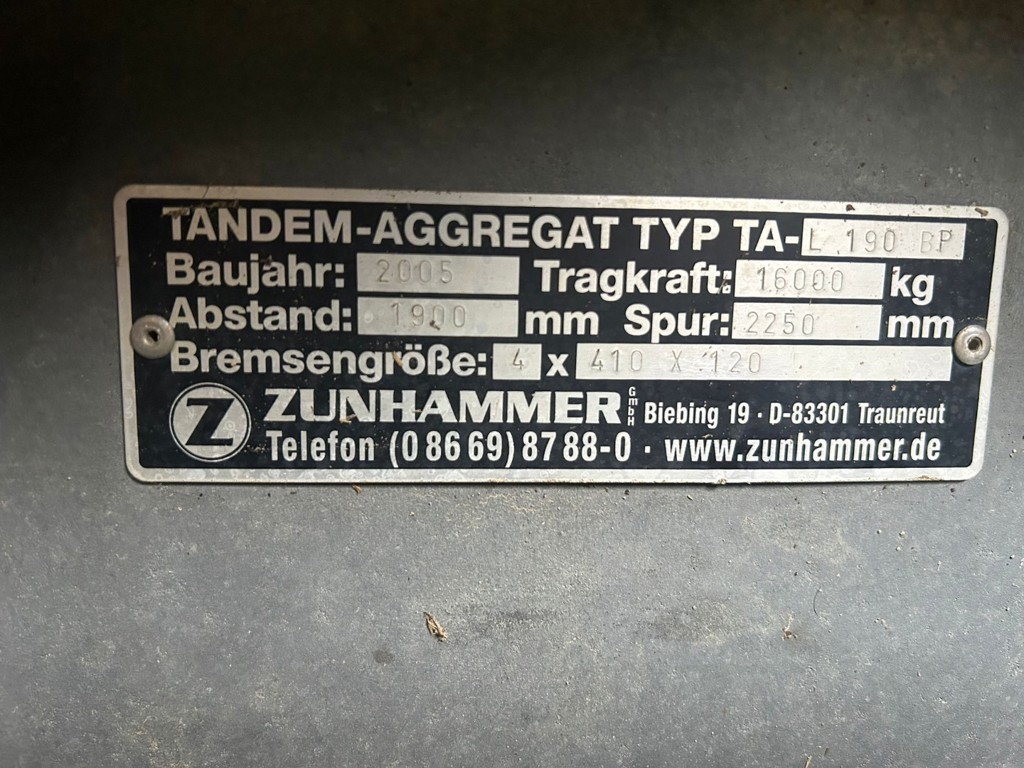 TANDEM-AGGREGAT TYP TA-L 190 BP
Baujahr: 2005 Tragkraft: 16000 kg
Abstand: 1900 mm Spur: 2250 mm
Bremsengröße: 4 x 410 X 120
Z ZUNHAMMER GmbH Biebing 19 · D-83301 Traunreut
Telefon (0 86 69) 87 88-0 · www.zunhammer.de